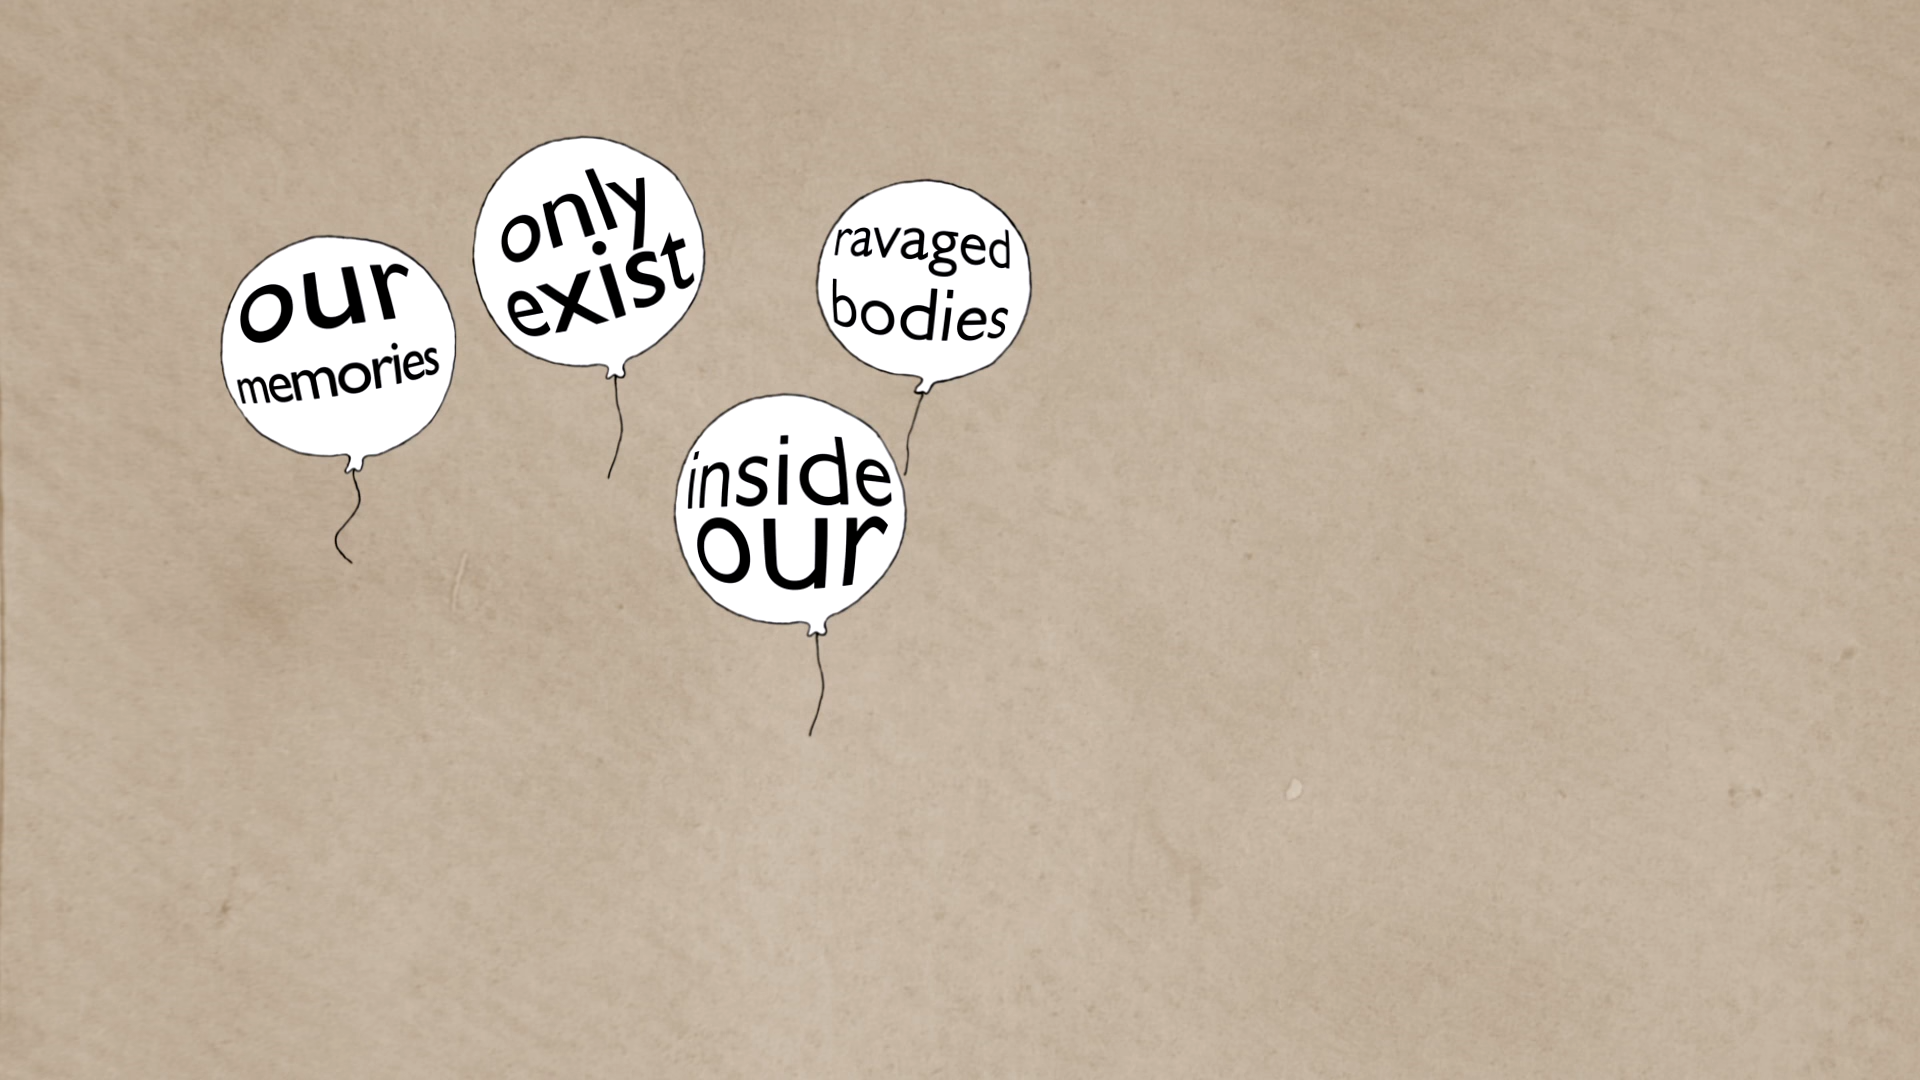 our
memories
only
exist
inside
our
ravaged
bodies